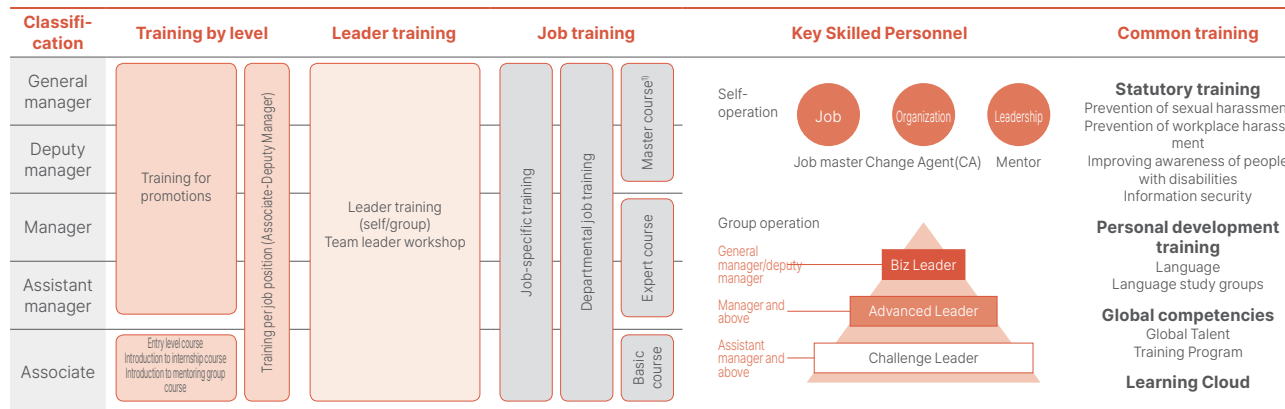 Classifi-
cation
Training by level
Leader training
Job training
Key Skilled Personnel
Common training
General
manager
Deputy
manager
Manager
Assistant
manager
Associate
Training for
promotions
Entry level course
Introduction to internship course
Introduction to mentoring group
course
Training per job position (Associate-Deputy Manager)
Leader training
(self/group)
Team leader workshop
Job-specific training
Departmental job training
Master course¹⁾
Expert course
Basic
course
Self-
operation
Job
Organization
Leadership
Job master
Change Agent(CA)
Mentor
Group operation
General
manager/deputy
manager
Biz Leader
Manager and
above
Advanced Leader
Assistant
manager and
above
Challenge Leader
Statutory training
Prevention of sexual harassment
Prevention of workplace harass
ment
Improving awareness of people
with disabilities
Information security
Personal development
training
Language
Language study groups
Global competencies
Global Talent
Training Program
Learning Cloud